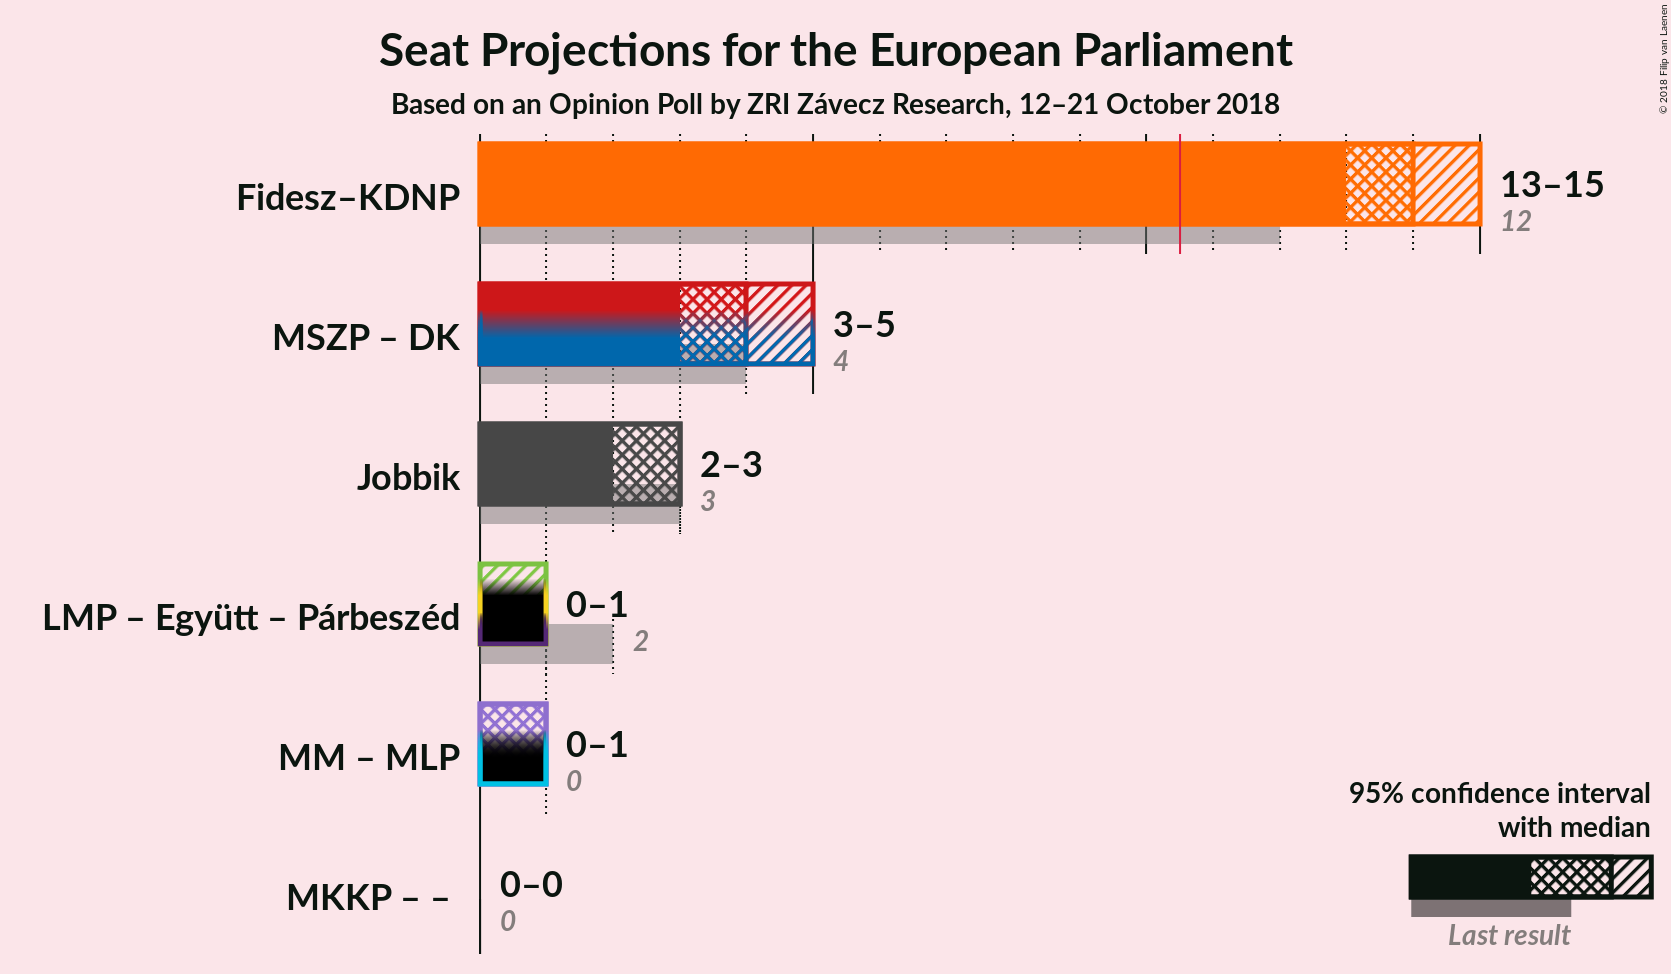 Seat Projections for the European Parliament
Based on an Opinion Poll by ZRI Závecz Research, 12–21 October 2018
© 2018 Filip van Laenen
Fidesz–KDNP
13–15
12
MSZP – DK
3–5
4
Jobbik
2–3
3
LMP – Együtt – Párbeszéd
0–1
2
MM – MLP
0–1
0
MKKP – –
0–0
0
95% confidence interval
with median
Last result